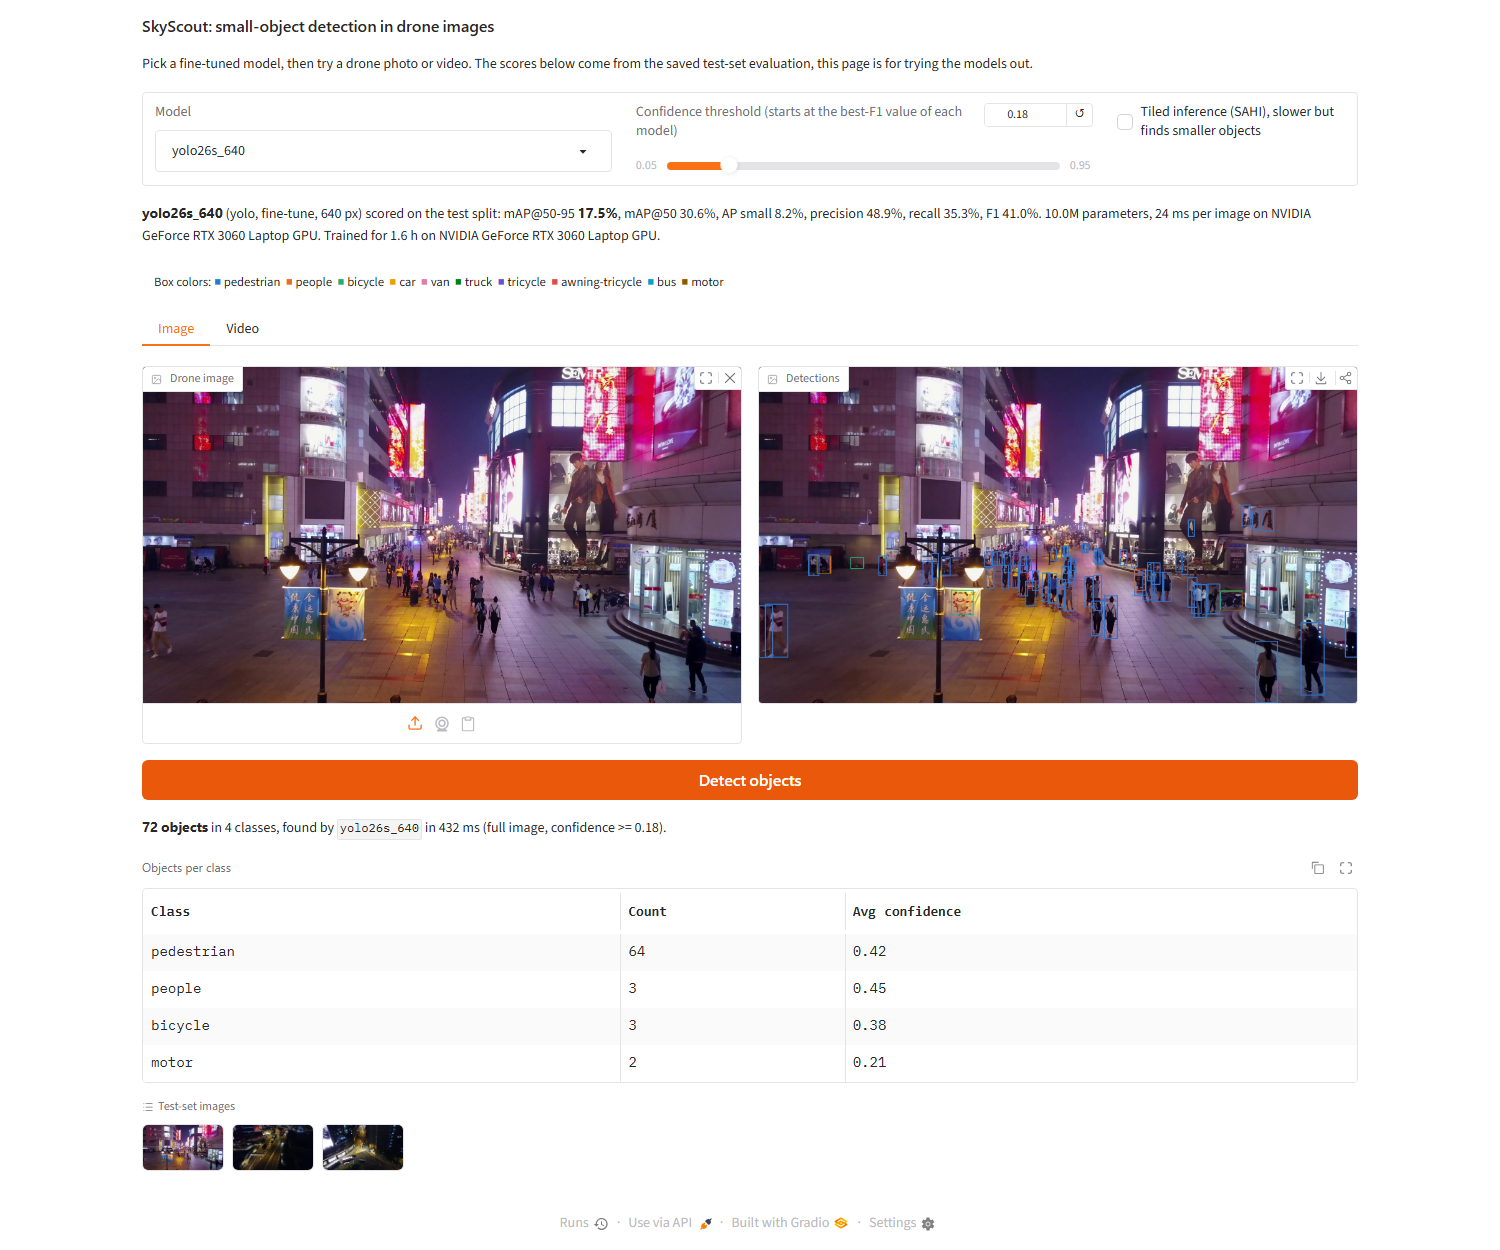 SkyScout: small-object detection in drone images
Pick a fine-tuned model, then try a drone photo or video. The scores below come from the saved test-set evaluation, this page is for trying the models out.
Model
yolo26s_640
Confidence threshold (starts at the best-F1 value of each
model)
0.18
↺
0.05
0.95
Tiled inference (SAHI), slower but
finds smaller objects
yolo26s_640 (yolo, fine-tune, 640 px) scored on the test split: mAP@50-95 17.5%, mAP@50 30.6%, AP small 8.2%, precision 48.9%, recall 35.3%, F1 41.0%. 10.0M parameters, 24 ms per image on NVIDIA
GeForce RTX 3060 Laptop GPU. Trained for 1.6 h on NVIDIA GeForce RTX 3060 Laptop GPU.
Box colors: pedestrian people bicycle car van truck tricycle awning-tricycle bus motor
Image
Video
Drone image
Detections
Detect objects
72 objects in 4 classes, found by yolo26s_640 in 432 ms (full image, confidence >= 0.18).
Objects per class
Class Count Avg confidence
pedestrian 64 0.42
people 3 0.45
bicycle 3 0.38
motor 2 0.21
Test-set images
Runs · Use via API · Built with Gradio · Settings